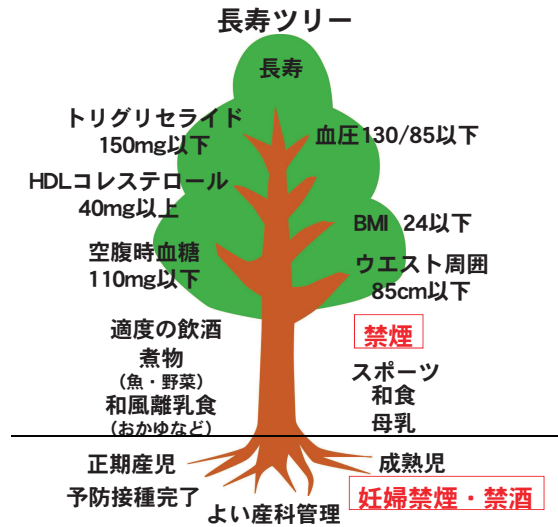 長寿ツリー
長寿
トリグリセライド
150mg以下
血圧130/85以下
HDLコレステロール
40mg以上
BMI 24以下
空腹時血糖
110mg以下
ウエスト周囲
85cm以下
適度の飲酒
煮物
（魚・野菜）
和風離乳食
（おかゆなど）
禁煙
スポーツ
和食
母乳
正期産児
成熟児
予防接種完了
妊婦禁煙・禁酒
よい産科管理